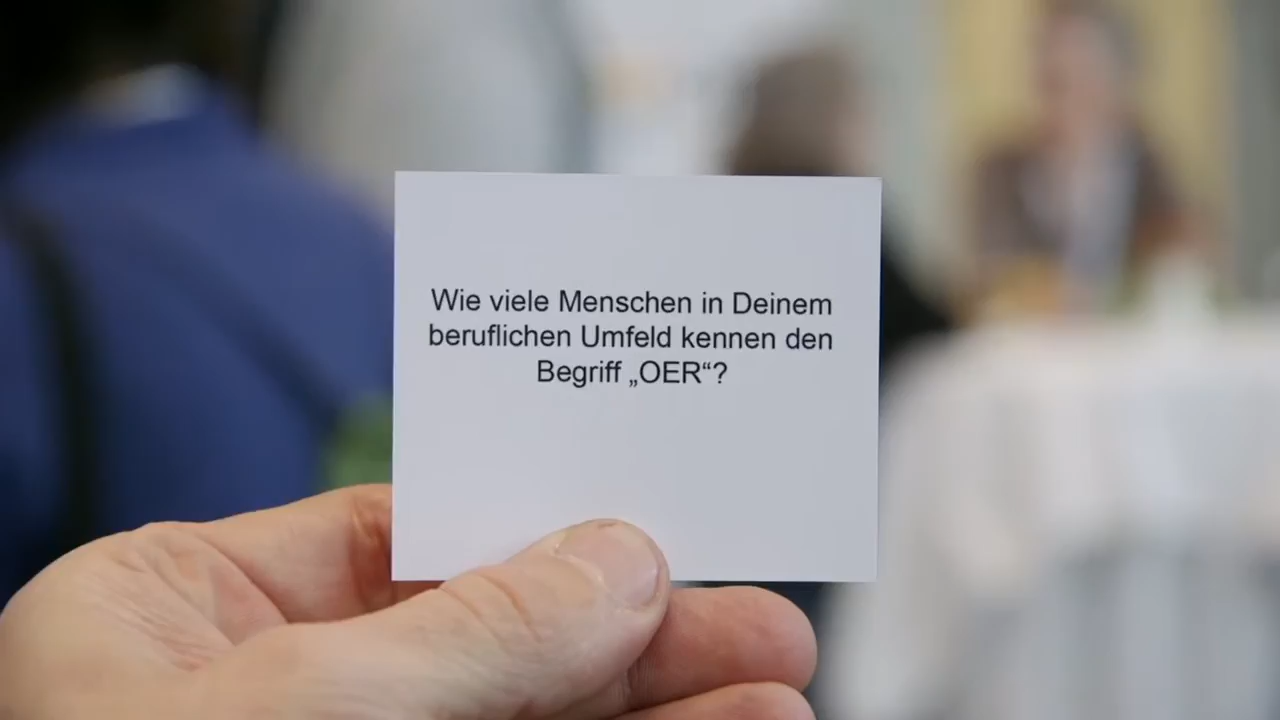 Wie viele Menschen in Deinem
beruflichen Umfeld kennen den
Begriff „OER“?